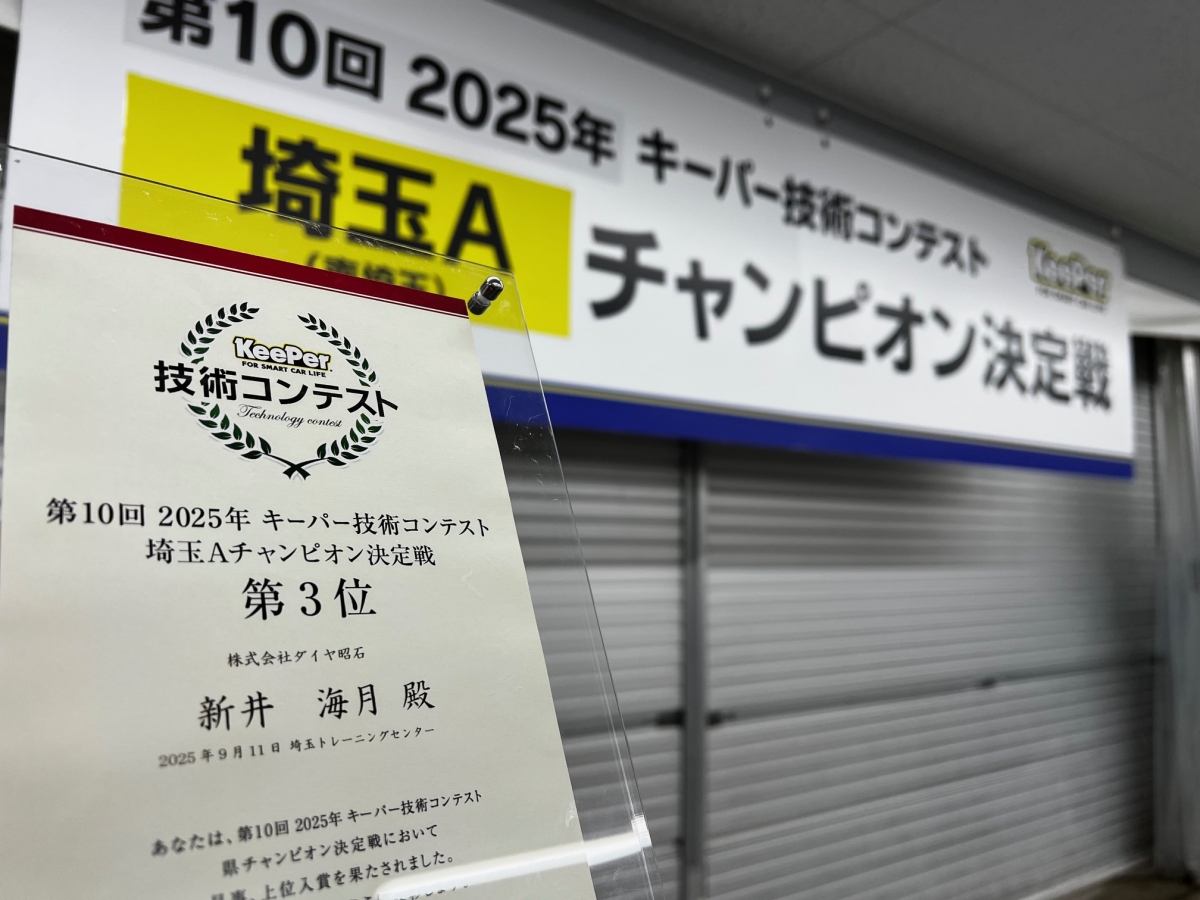 第10回 2025年 キーパー技術コンテスト
埼玉A
チャンピオン決定戦
KeePer
KeePer
FOR SMART CAR LIFE
技術コンテスト
Technology contest
第10回 2025年 キーパー技術コンテスト
埼玉Aチャンピオン決定戦
第3位
株式会社ダイヤ昭石
新井 海月 殿
2025年9月11日 埼玉トレーニングセンター
あなたは、第10回 2025年 キーパー技術コンテスト
県チャンピオン決定戦において
見事、上位入賞を果たされました。